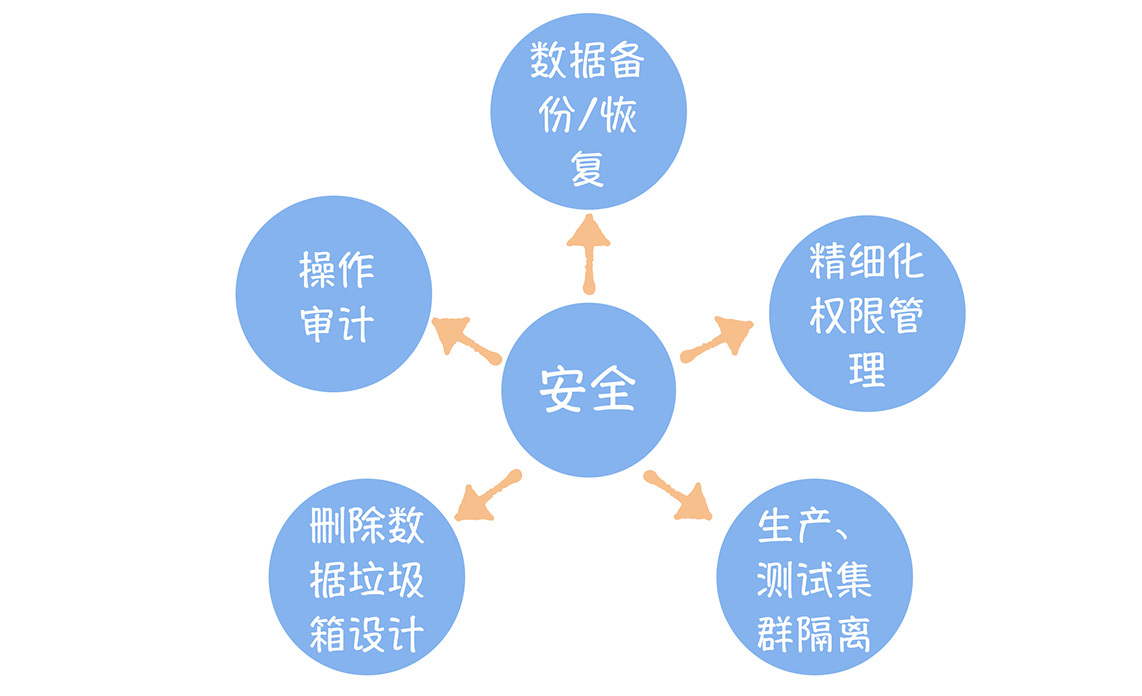 数据备
份/恢
复
操作
审计
精细化
权限管
理
安全
删除数
据垃圾
箱设计
生产、
测试集
群隔离